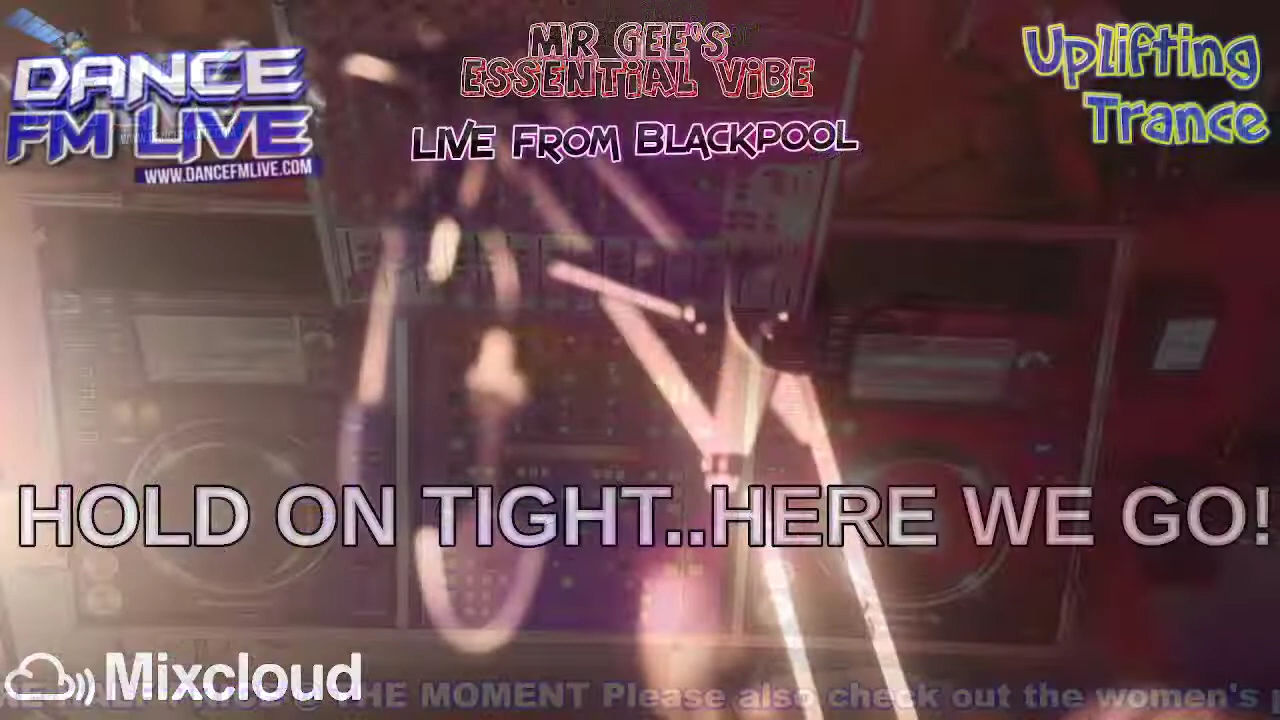 DANCE
FM LIVE
WWW.DANCEFMLIVE.COM
MR GEE'S
ESSENTiAL ViBE
LIVE FROM BLACKPOOL
UpLifting
Trance
HOLD ON TIGHT..HERE WE GO!
Mixcloud
THE MOMENT Please also check out the women's